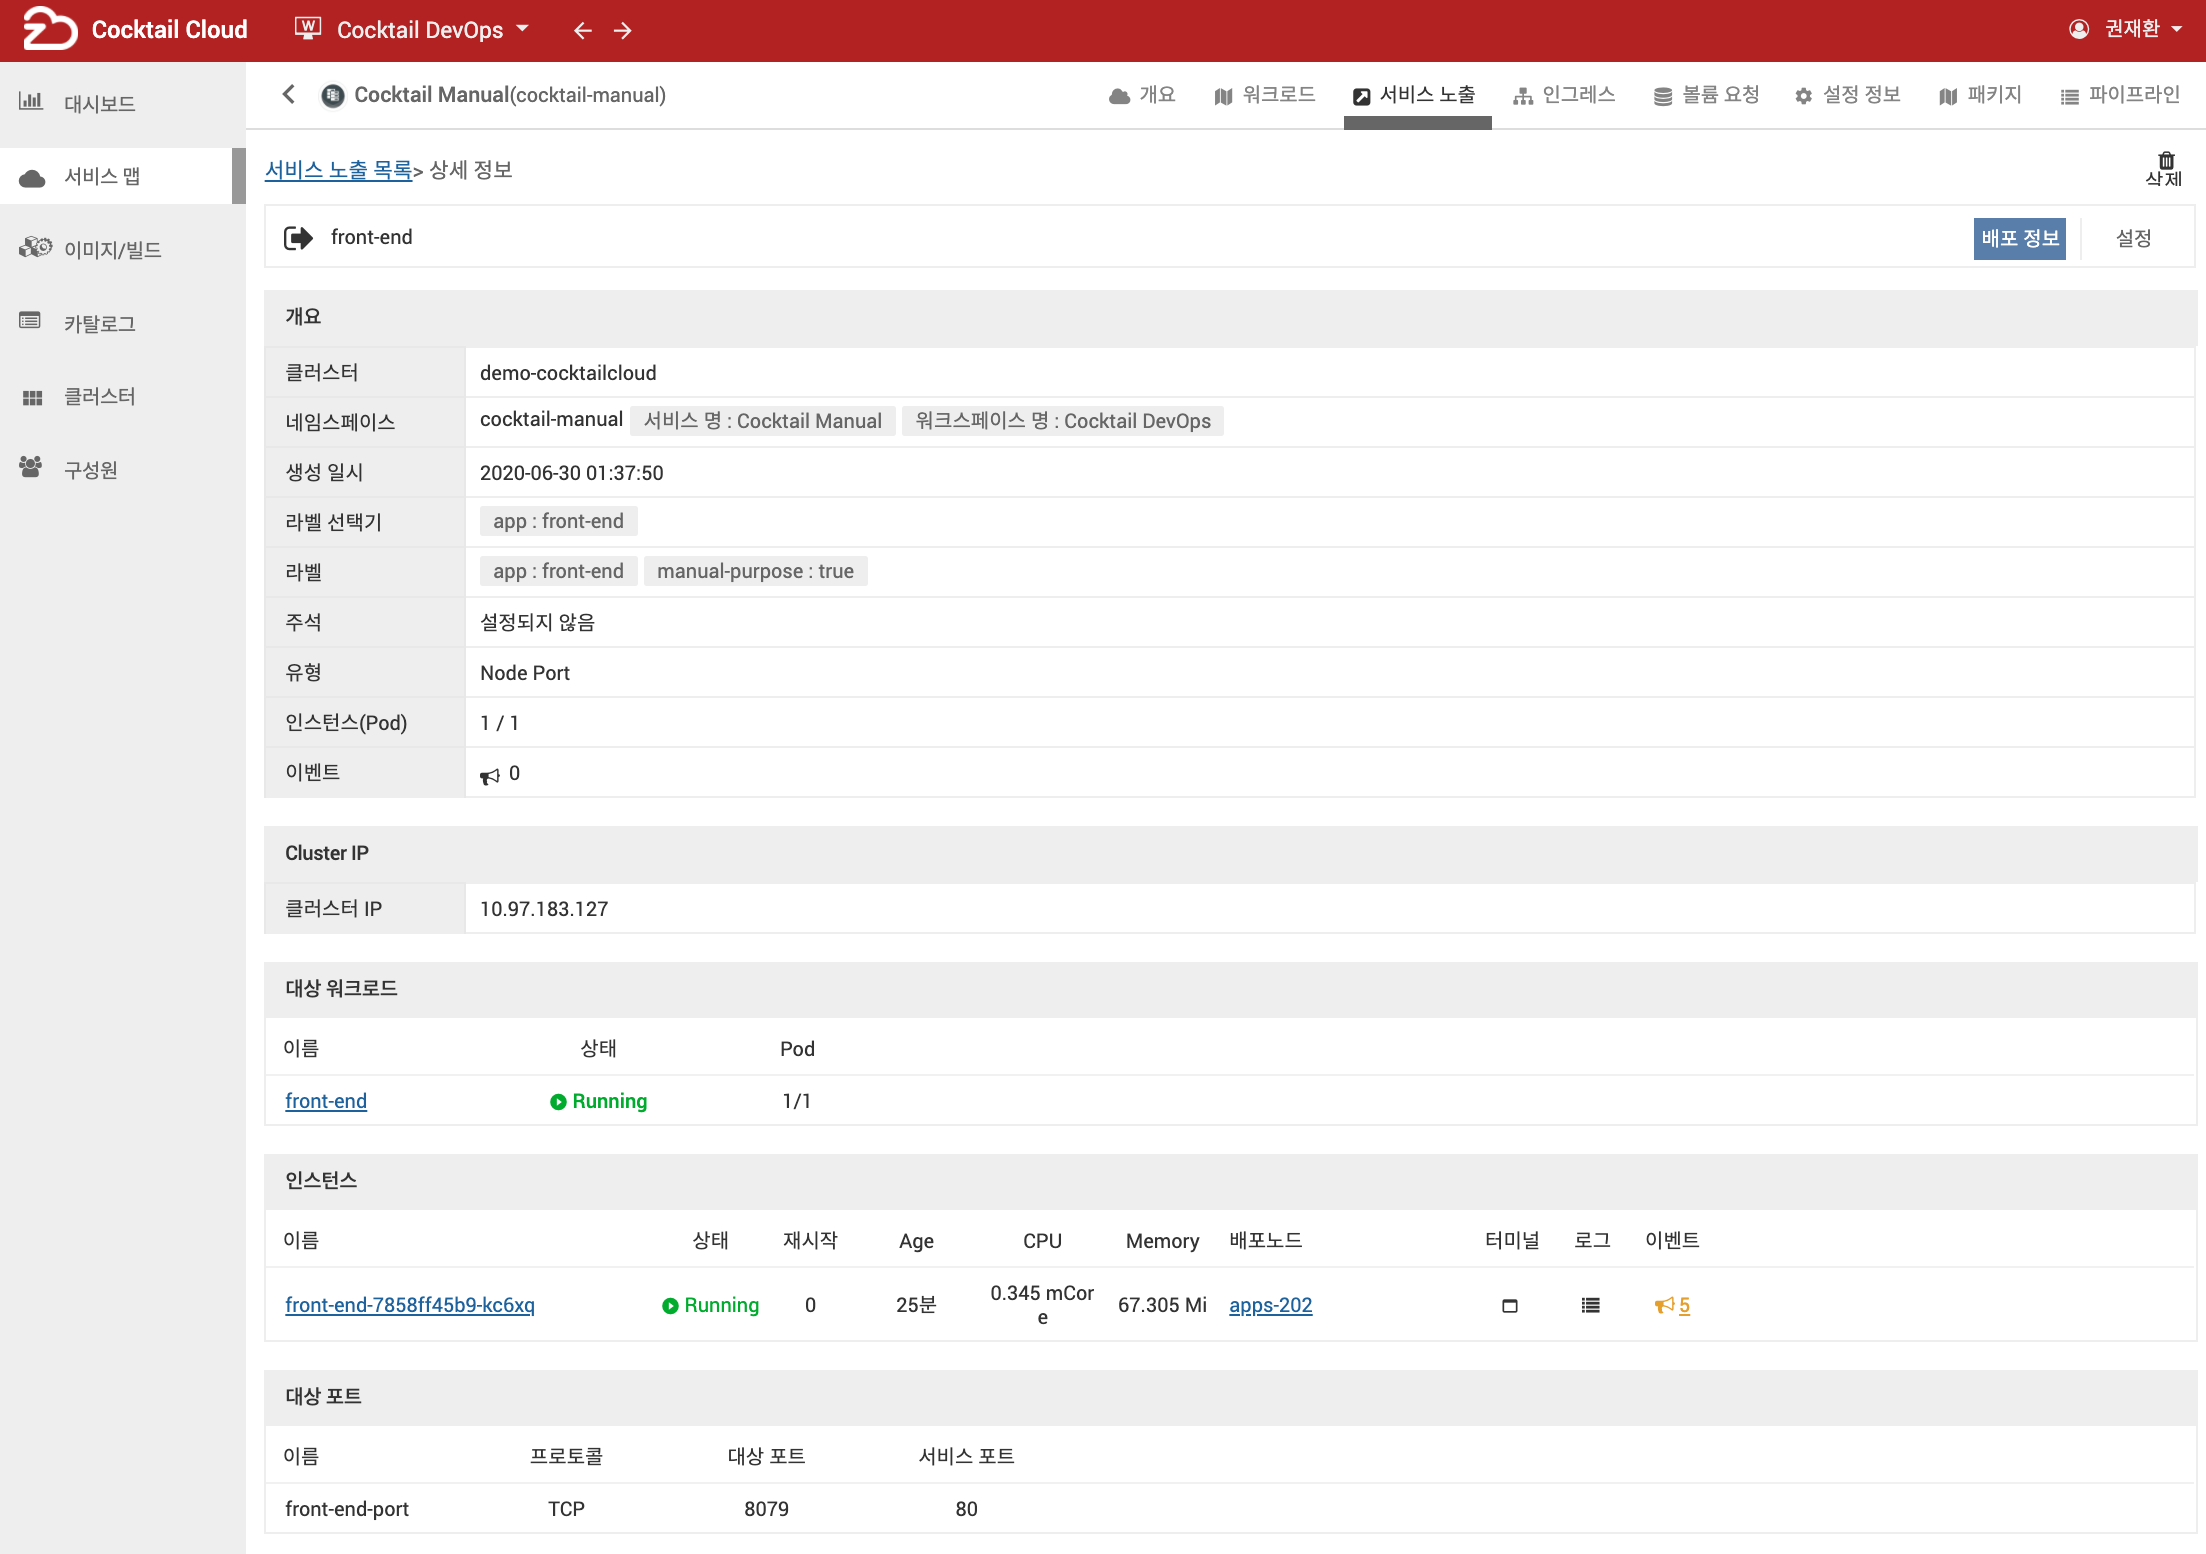 Cocktail Cloud W Cocktail DevOps 권재환
대시보드
서비스 맵
이미지/빌드
카탈로그
클러스터
구성원
Cocktail Manual(cocktail-manual) 개요 워크로드 서비스 노출 인그레스 볼륨 요청 설정 정보 패키지 파이프라인
서비스 노출 목록> 상세 정보 삭제
front-end 배포 정보 설정
개요
클러스터 demo-cocktailcloud
네임스페이스 cocktail-manual 서비스 명 : Cocktail Manual 워크스페이스 명 : Cocktail DevOps
생성 일시 2020-06-30 01:37:50
라벨 선택기 app : front-end
라벨 app : front-end manual-purpose : true
주석 설정되지 않음
유형 Node Port
인스턴스(Pod) 1 / 1
이벤트 0
Cluster IP
클러스터 IP 10.97.183.127
대상 워크로드
이름 상태 Pod
front-end Running 1/1
인스턴스
이름 상태 재시작 Age CPU Memory 배포노드 터미널 로그 이벤트
front-end-7858ff45b9-kc6xq Running 0 25분 0.345 mCor
e 67.305 Mi apps-202 5
대상 포트
이름 프로토콜 대상 포트 서비스 포트
front-end-port TCP 8079 80